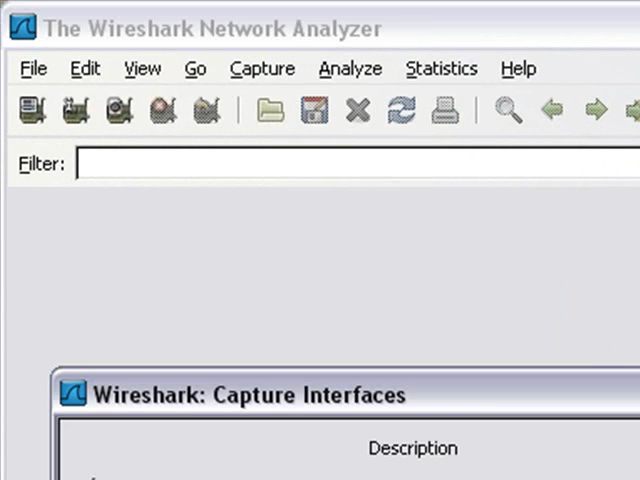 The Wireshark Network Analyzer
File Edit View Go Capture Analyze Statistics Help
Filter:
Wireshark: Capture Interfaces
Description